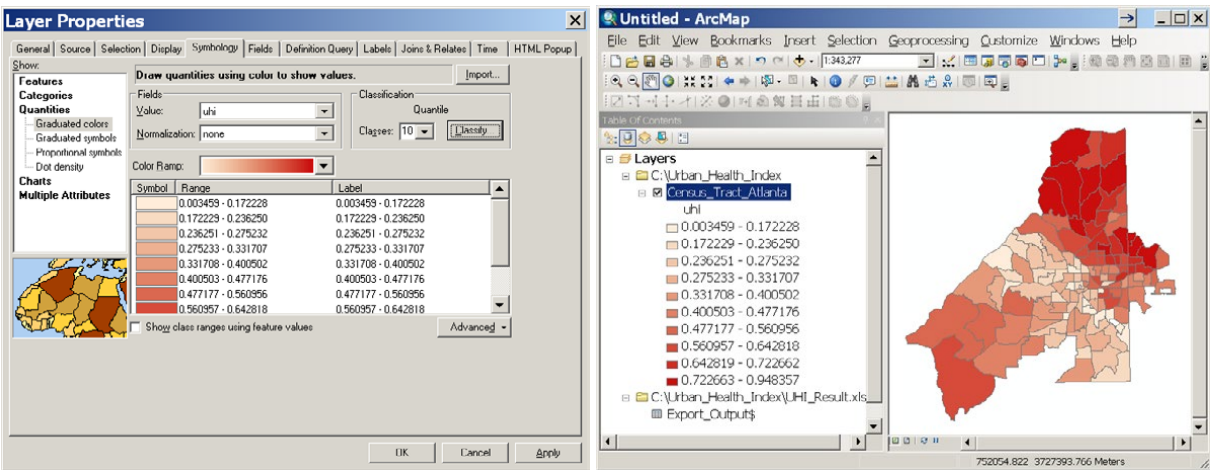 Layer Properties
General Source Selection Display Symbology Fields Definition Query Labels Joins & Relates Time HTML Popup
Show:
Features
Categories
Quantities
Graduated colors
Graduated symbols
Proportional symbols
Dot density
Charts
Multiple Attributes
Draw quantities using color to show values.
Import...
Fields
Value: uhi
Normalization: none
Classification
Quantile
Classes: 10 Classify
Color Ramp:
Symbol Range Label
0.003459 - 0.172228 0.003459 - 0.172228
0.172229 - 0.236250 0.172229 - 0.236250
0.236251 - 0.275232 0.236251 - 0.275232
0.275233 - 0.331707 0.275233 - 0.331707
0.331708 - 0.400502 0.331708 - 0.400502
0.400503 - 0.477176 0.400503 - 0.477176
0.477177 - 0.560956 0.477177 - 0.560956
0.560957 - 0.642818 0.560957 - 0.642818
Show class ranges using feature values
Advanced
OK Cancel Apply
Untitled - ArcMap
File Edit View Bookmarks Insert Selection Geoprocessing Customize Windows Help
1:343,277
Table Of Contents
Layers
C:\Urban_Health_Index
Census_Tract_Atlanta
uhi
0.003459 - 0.172228
0.172229 - 0.236250
0.236251 - 0.275232
0.275233 - 0.331707
0.331708 - 0.400502
0.400503 - 0.477176
0.477177 - 0.560956
0.560957 - 0.642818
0.642819 - 0.722662
0.722663 - 0.948357
C:\Urban_Health_Index\UHI_Result.xls
Export_Output$
752054.822 3727393.766 Meters